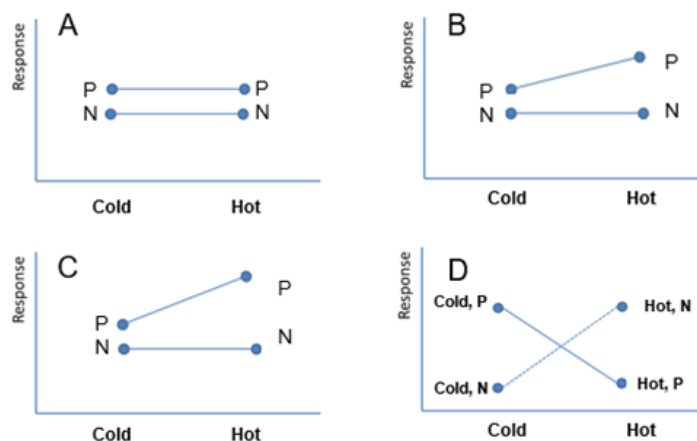 A
Response
P
P
N
N
Cold Hot
B
Response
P
P
N
N
Cold Hot
C
Response
P
P
N
N
Cold Hot
D
Response
Cold, P
Hot, N
Cold, N
Hot, P
Cold Hot